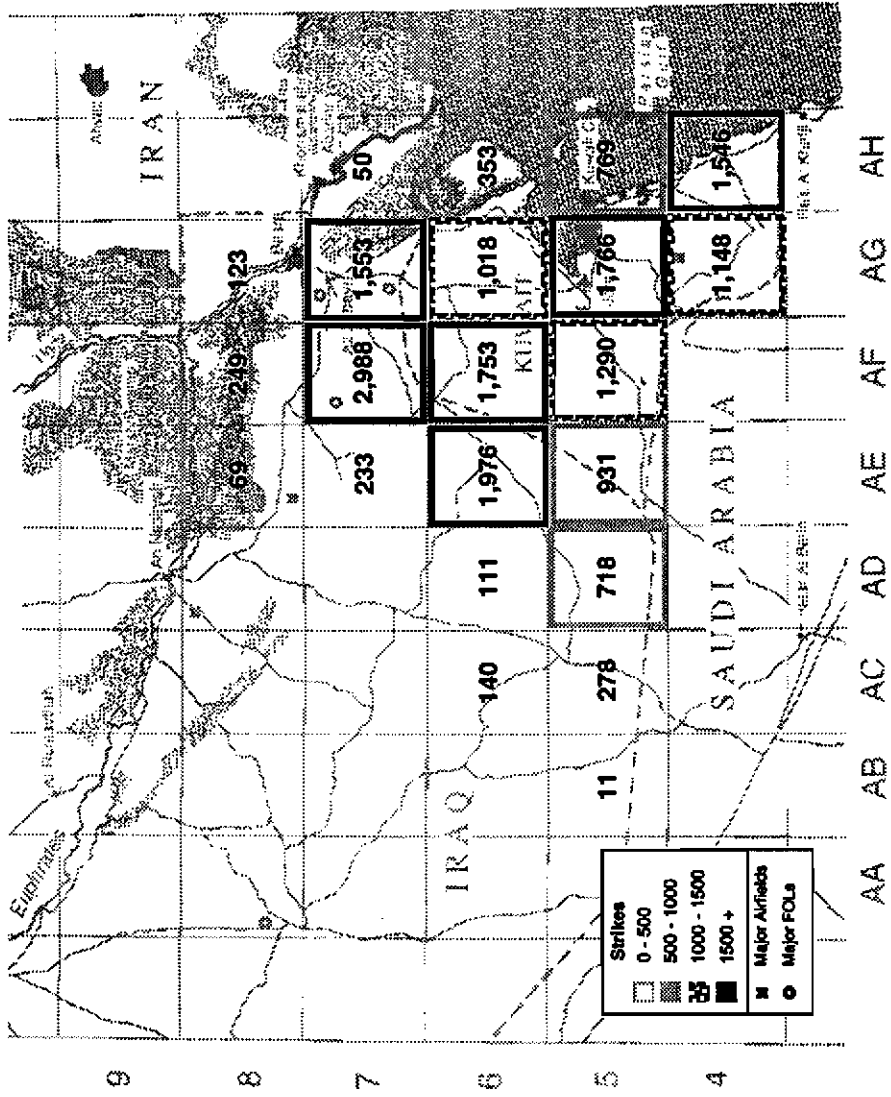 Ahvaz
IRAN
Euphrates
9
8
69
249
123
7
233
2,988
1,553
50
IRAQ
6
140
111
1,976
1,753
1,018
353
KUWAIT
5
11
278
718
931
1,290
1,766
769
Persian
Gulf
4
1,148
1,546
SAUDI ARABIA
Strikes
0 - 500
500 - 1000
1000 - 1500
1500 +
Major Airfields
Major FOLs
AA AB AC AD AE AF AG AH